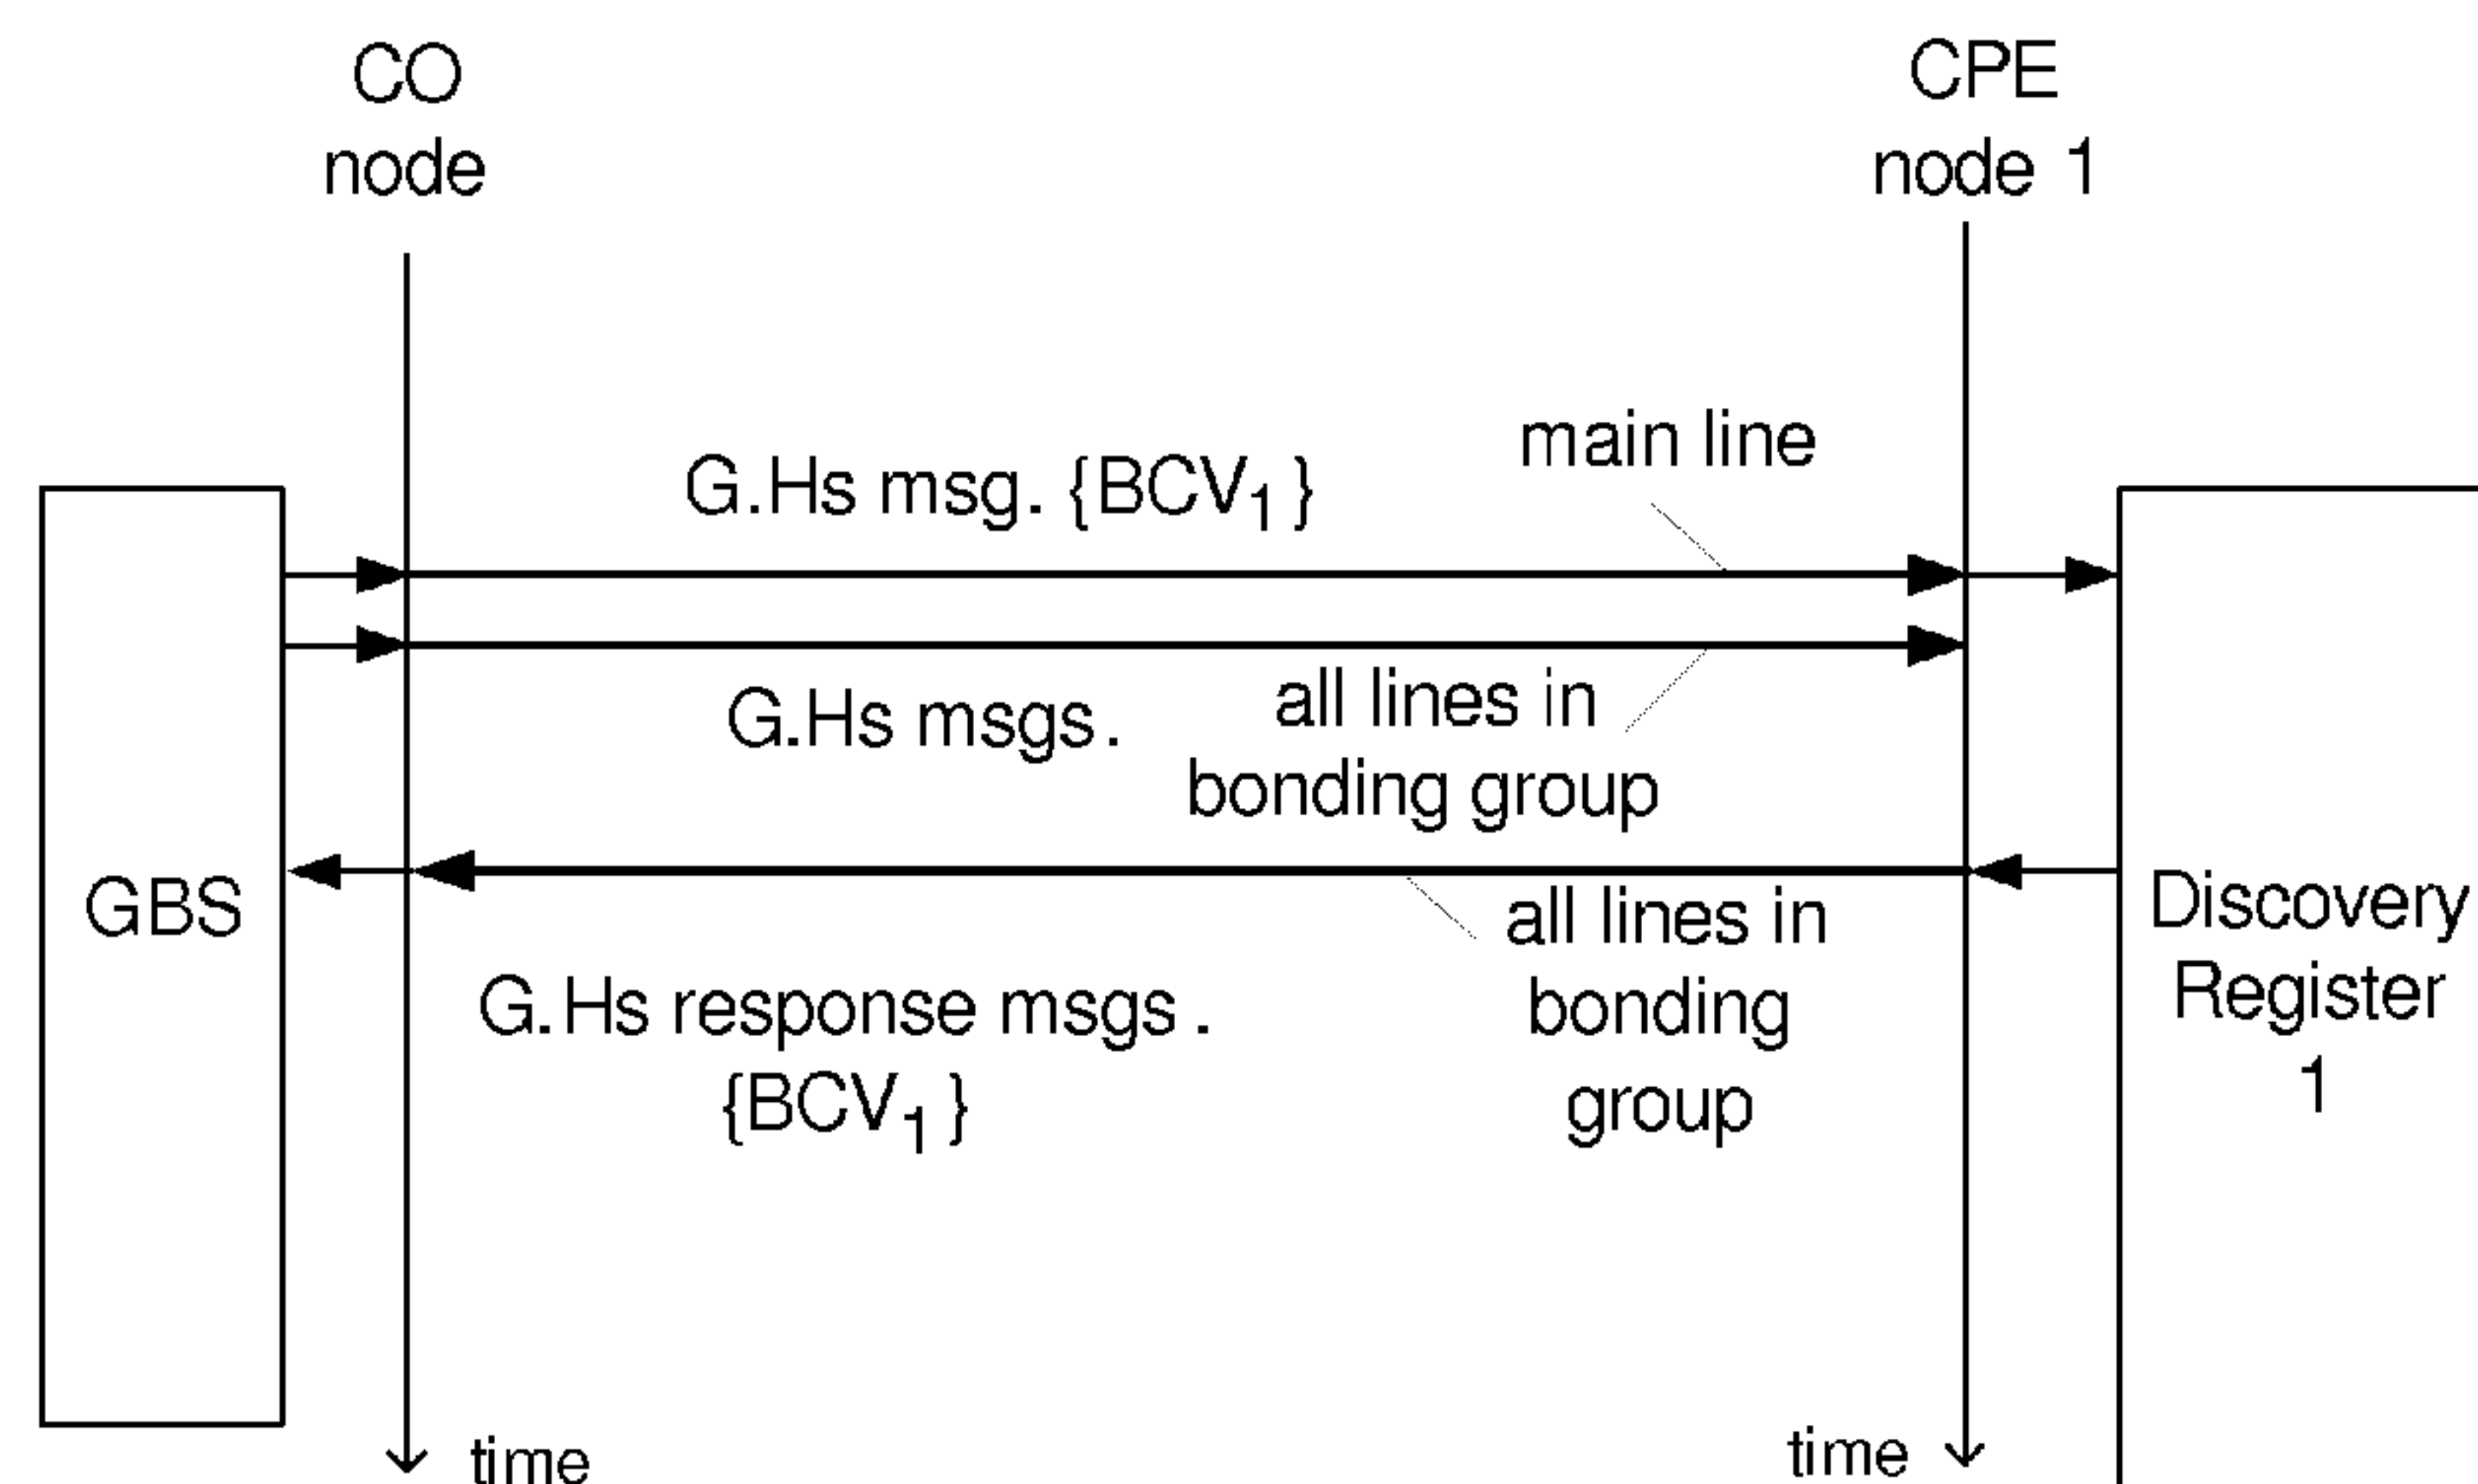 CO
node
CPE
node 1
main line
G.Hs msg. {BCV1}
all lines in
bonding group
G.Hs msgs.
GBS
all lines in
bonding
group
G.Hs response msgs.
{BCV1}
Discovery
Register
1
time
time